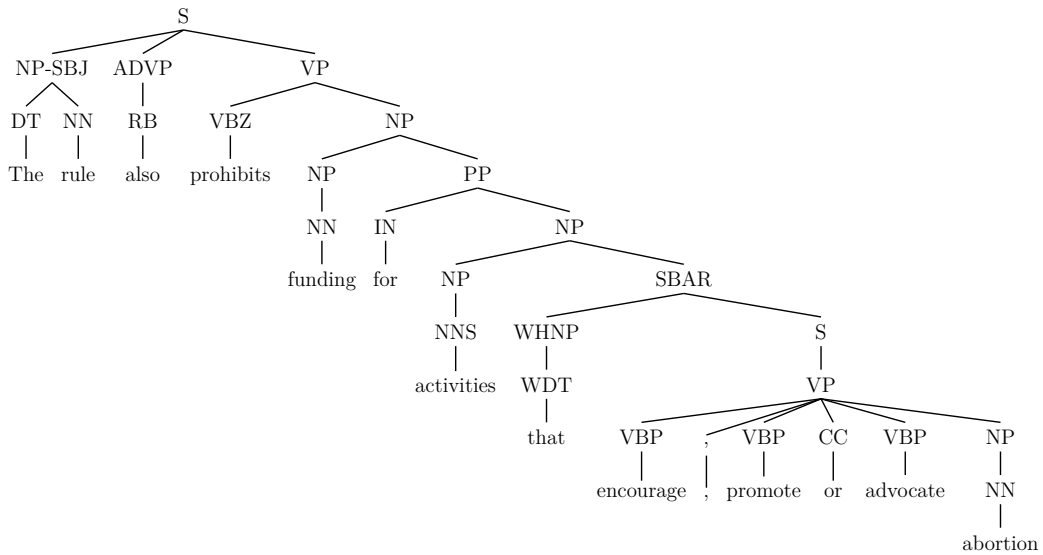 S
NP-SBJ ADVP VP
DT NN RB VBZ NP
The rule also prohibits NP PP
NN IN NP
funding for NP SBAR
NNS WHNP S
activities WDT VP
that VBP , VBP CC VBP NP
encourage , promote or advocate NN
abortion